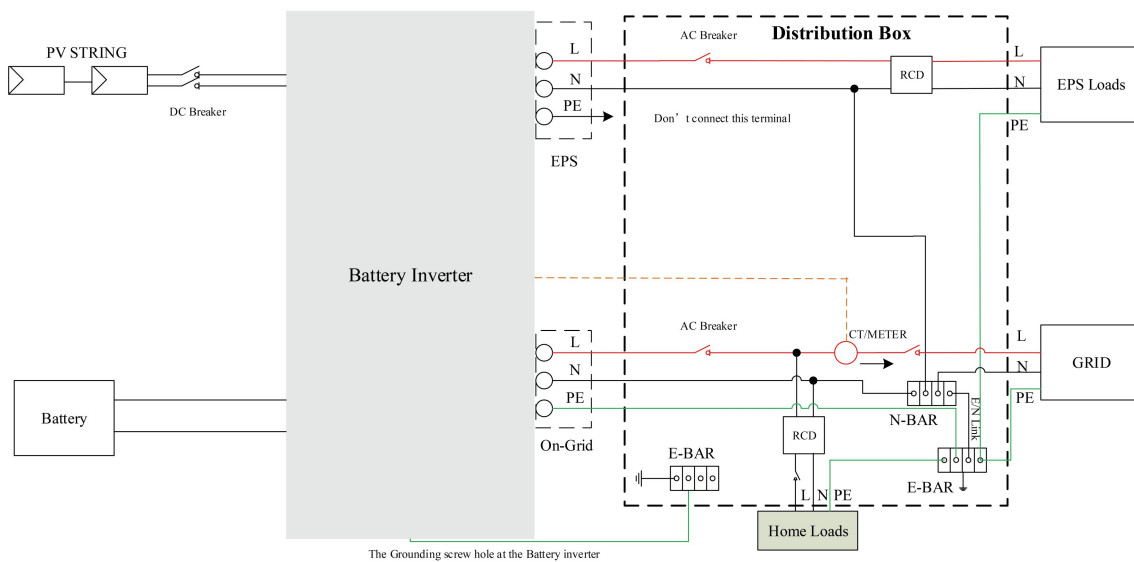 Distribution Box
PV STRING
DC Breaker
L
N
PE
EPS
AC Breaker
RCD
Don’t connect this terminal
L
N
PE
EPS Loads
Battery Inverter
Battery
L
N
PE
On-Grid
AC Breaker
CT/METER
L
N
PE
GRID
N-BAR
E/N Link
RCD
E-BAR
E-BAR
L N PE
Home Loads
The Grounding screw hole at the Battery inverter